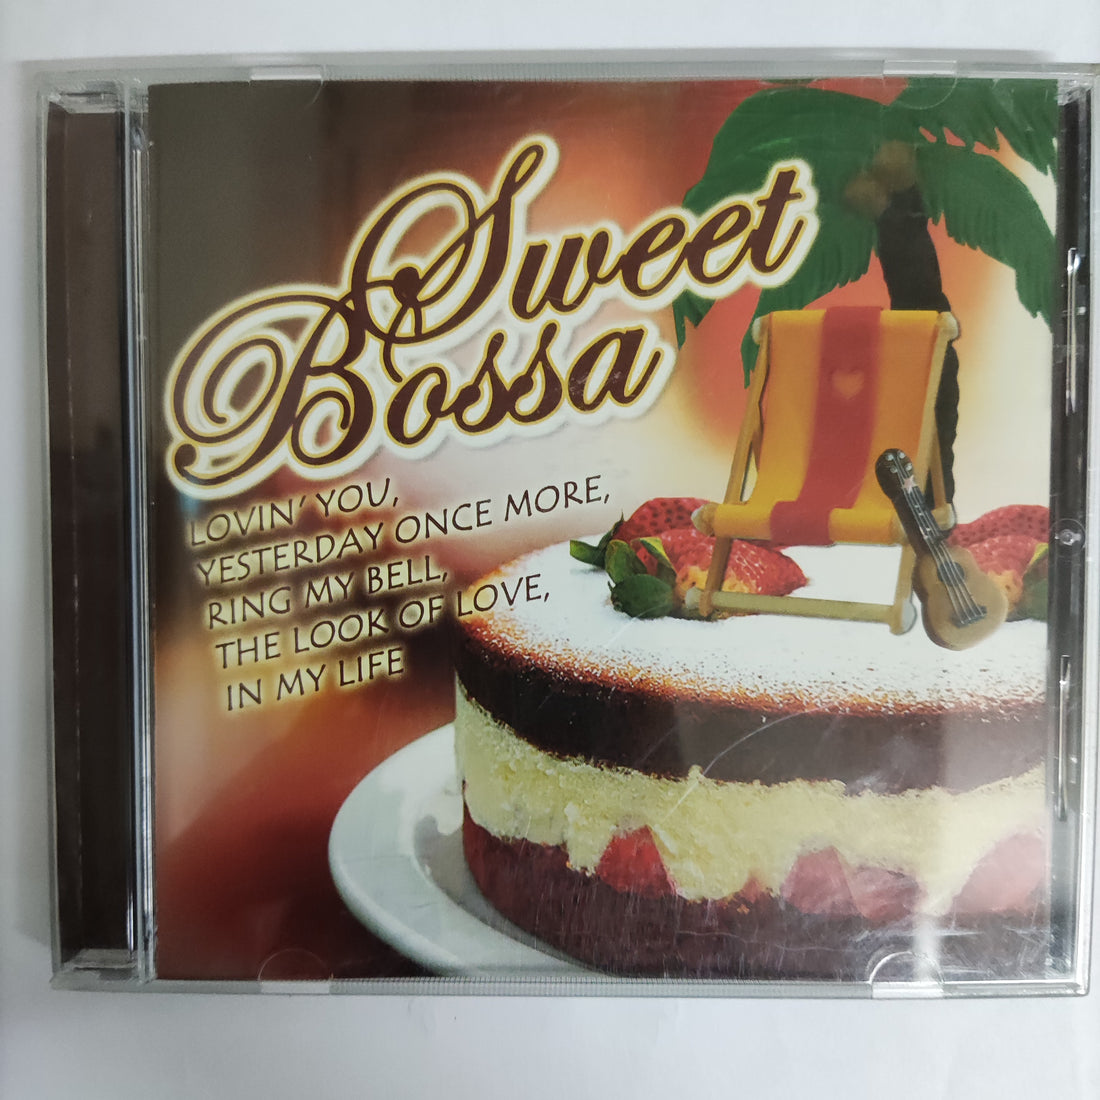 Sweet
Bossa
LOVIN' YOU,
YESTERDAY ONCE MORE,
RING MY BELL,
THE LOOK OF LOVE,
IN MY LIFE